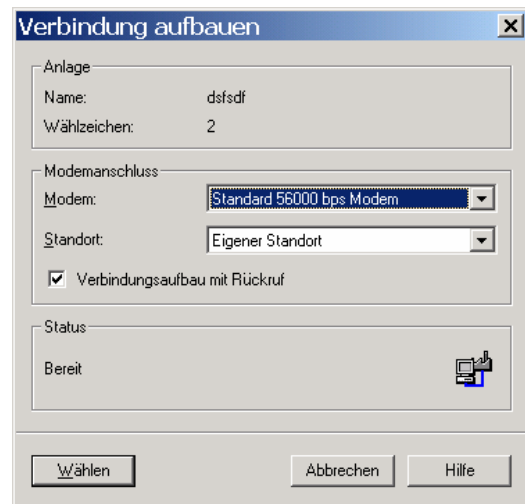 Verbindung aufbauen
Anlage
Name: dsfsdf
Wählzeichen: 2
Modemanschluss
Modem: Standard 56000 bps Modem
Standort: Eigener Standort
Verbindungsaufbau mit Rückruf
Status
Bereit
Wählen Abbrechen Hilfe